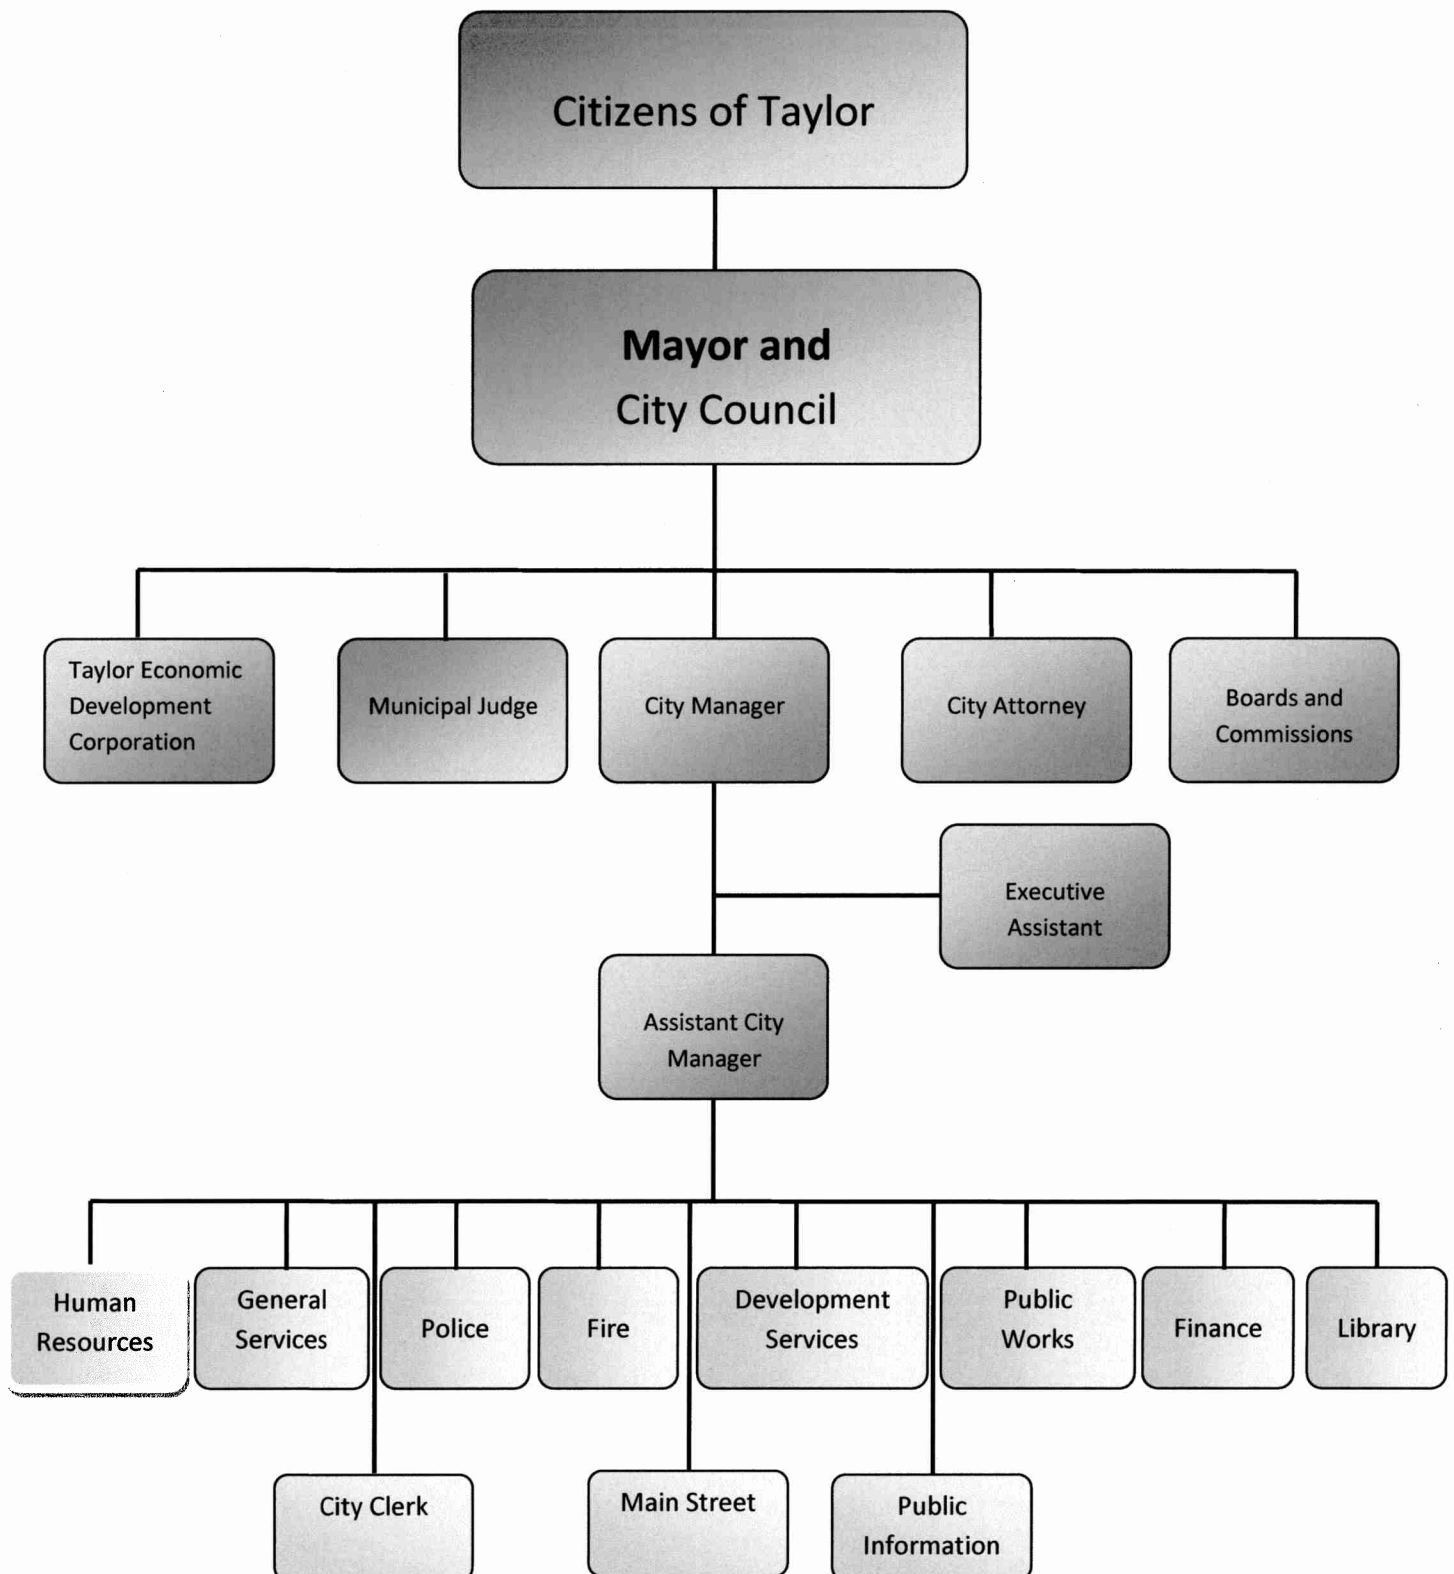 Citizens of Taylor
Mayor and
City Council
Taylor Economic
Development
Corporation
Municipal Judge
City Manager
City Attorney
Boards and
Commissions
Executive
Assistant
Assistant City
Manager
Human
Resources
General
Services
Police
Fire
Development
Services
Public
Works
Finance
Library
City Clerk
Main Street
Public
Information